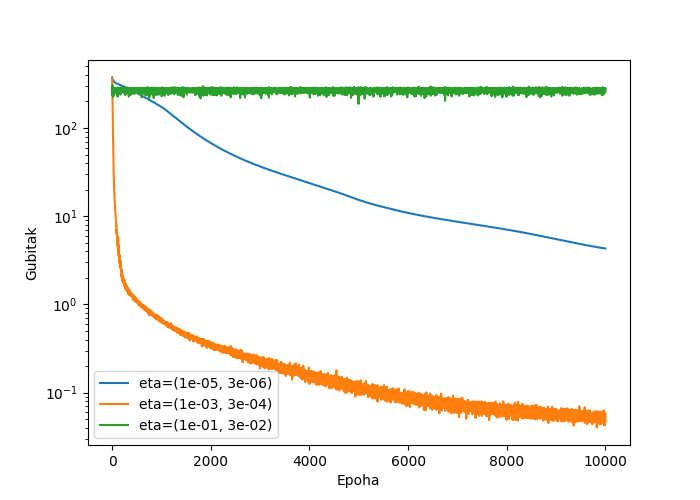 10²
10¹
10⁰
10⁻¹
Gubitak
eta=(1e-05, 3e-06)
eta=(1e-03, 3e-04)
eta=(1e-01, 3e-02)
0 2000 4000 6000 8000 10000
Epoha